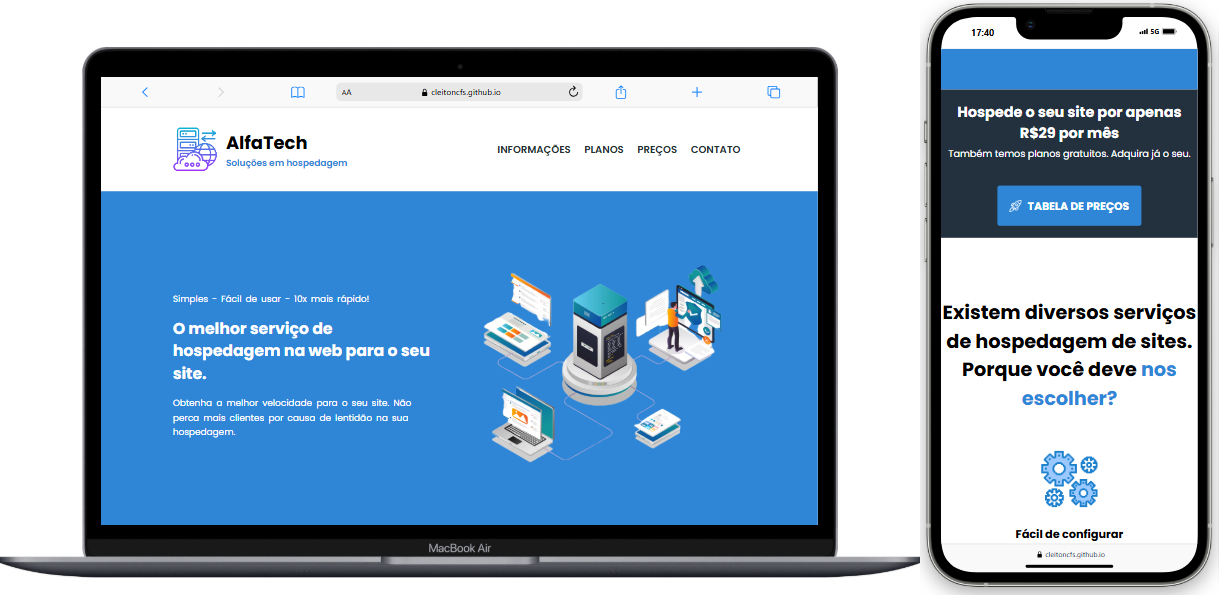 AA
cleitoncfs.github.io
AlfaTech
Soluções em hospedagem
INFORMAÇÕES PLANOS PREÇOS CONTATO
Simples - Fácil de usar - 10x mais rápido!
O melhor serviço de
hospedagem na web para o seu
site.
Obtenha a melhor velocidade para o seu site. Não
perca mais clientes por causa de lentidão na sua
hospedagem.
MacBook Air
17:40
5G
Hospede o seu site por apenas
R$29 por mês
Também temos planos gratuitos. Adquira já o seu.
TABELA DE PREÇOS
Existem diversos serviços
de hospedagem de sites.
Porque você deve nos
escolher?
Fácil de configurar
cleitoncfs.github.io